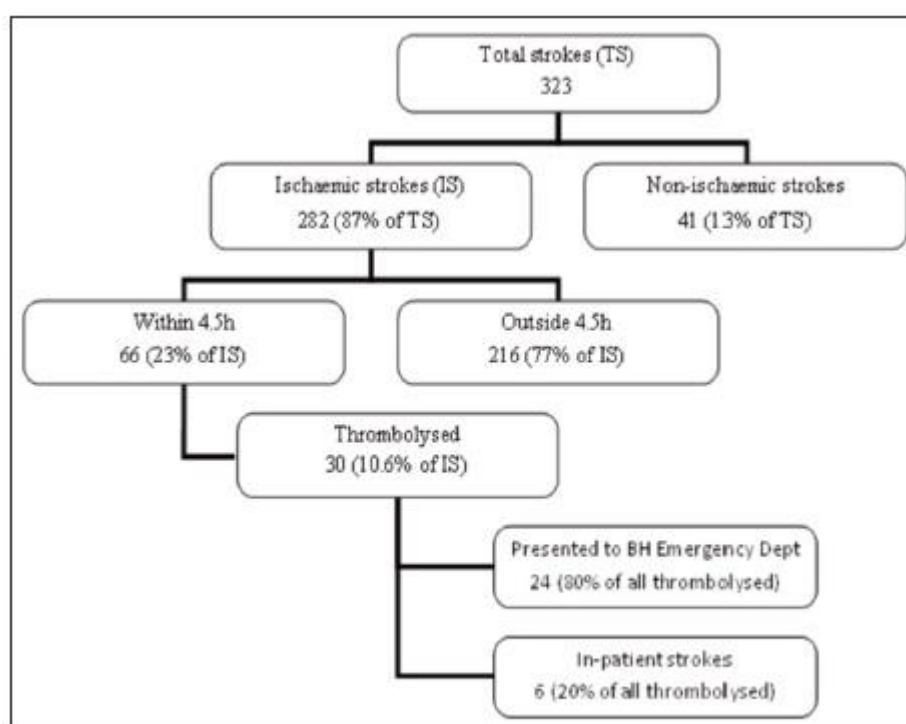 Total strokes (TS)
323
Ischaemic strokes (IS)
282 (87% of TS)
Non-ischaemic strokes
41 (13% of TS)
Within 4.5h
66 (23% of IS)
Outside 4.5h
216 (77% of IS)
Thrombolysed
30 (10.6% of IS)
Presented to BH Emergency Dept
24 (80% of all thrombolysed)
In-patient strokes
6 (20% of all thrombolysed)